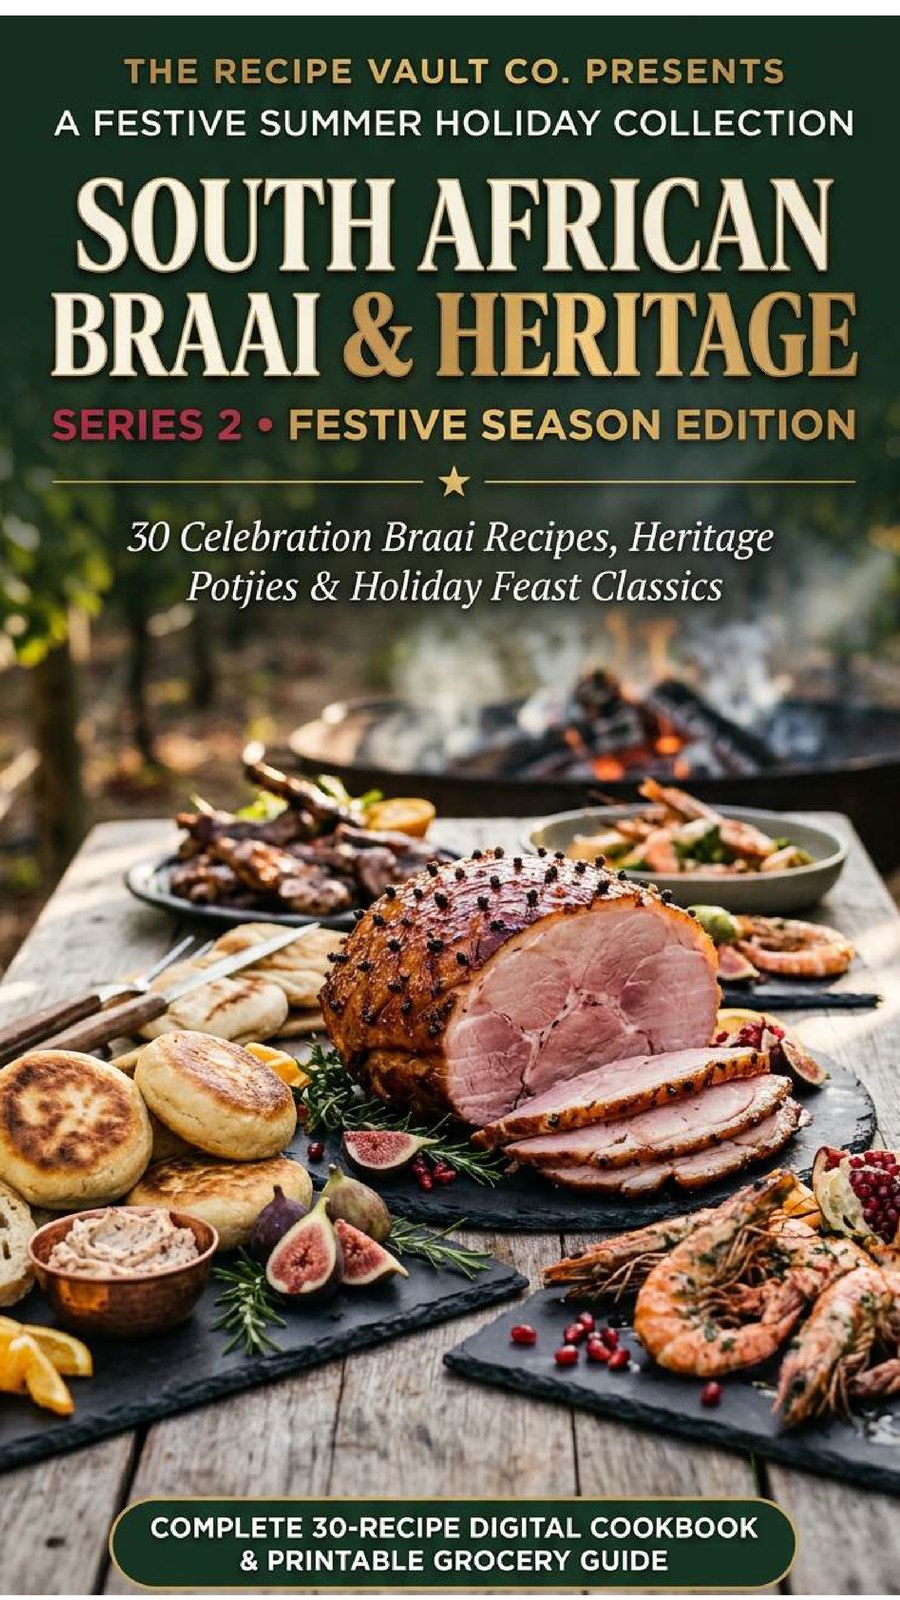 THE RECIPE VAULT CO. PRESENTS
A FESTIVE SUMMER HOLIDAY COLLECTION
SOUTH AFRICAN
BRAAI & HERITAGE
SERIES 2 • FESTIVE SEASON EDITION
30 Celebration Braai Recipes, Heritage
Potjies & Holiday Feast Classics
COMPLETE 30-RECIPE DIGITAL COOKBOOK
& PRINTABLE GROCERY GUIDE